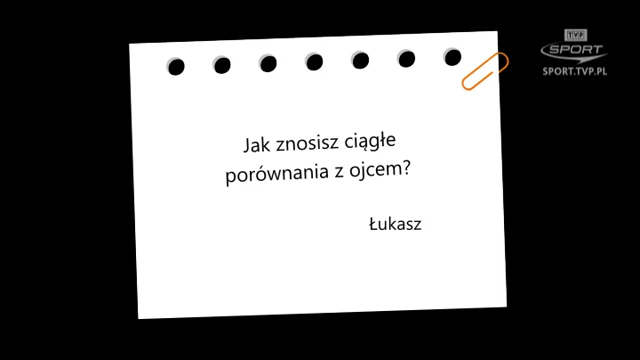 TVP
SPORT
SPORT.TVP.PL
Jak znosisz ciągłe
porównania z ojcem?
Łukasz